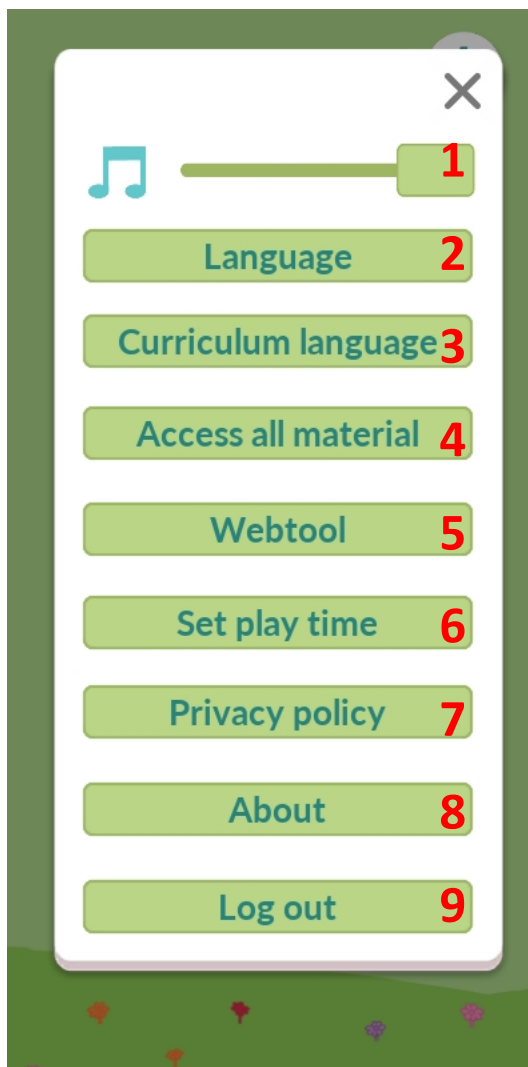 1
Language 2
Curriculum language 3
Access all material 4
Webtool 5
Set play time 6
Privacy policy 7
About 8
Log out 9